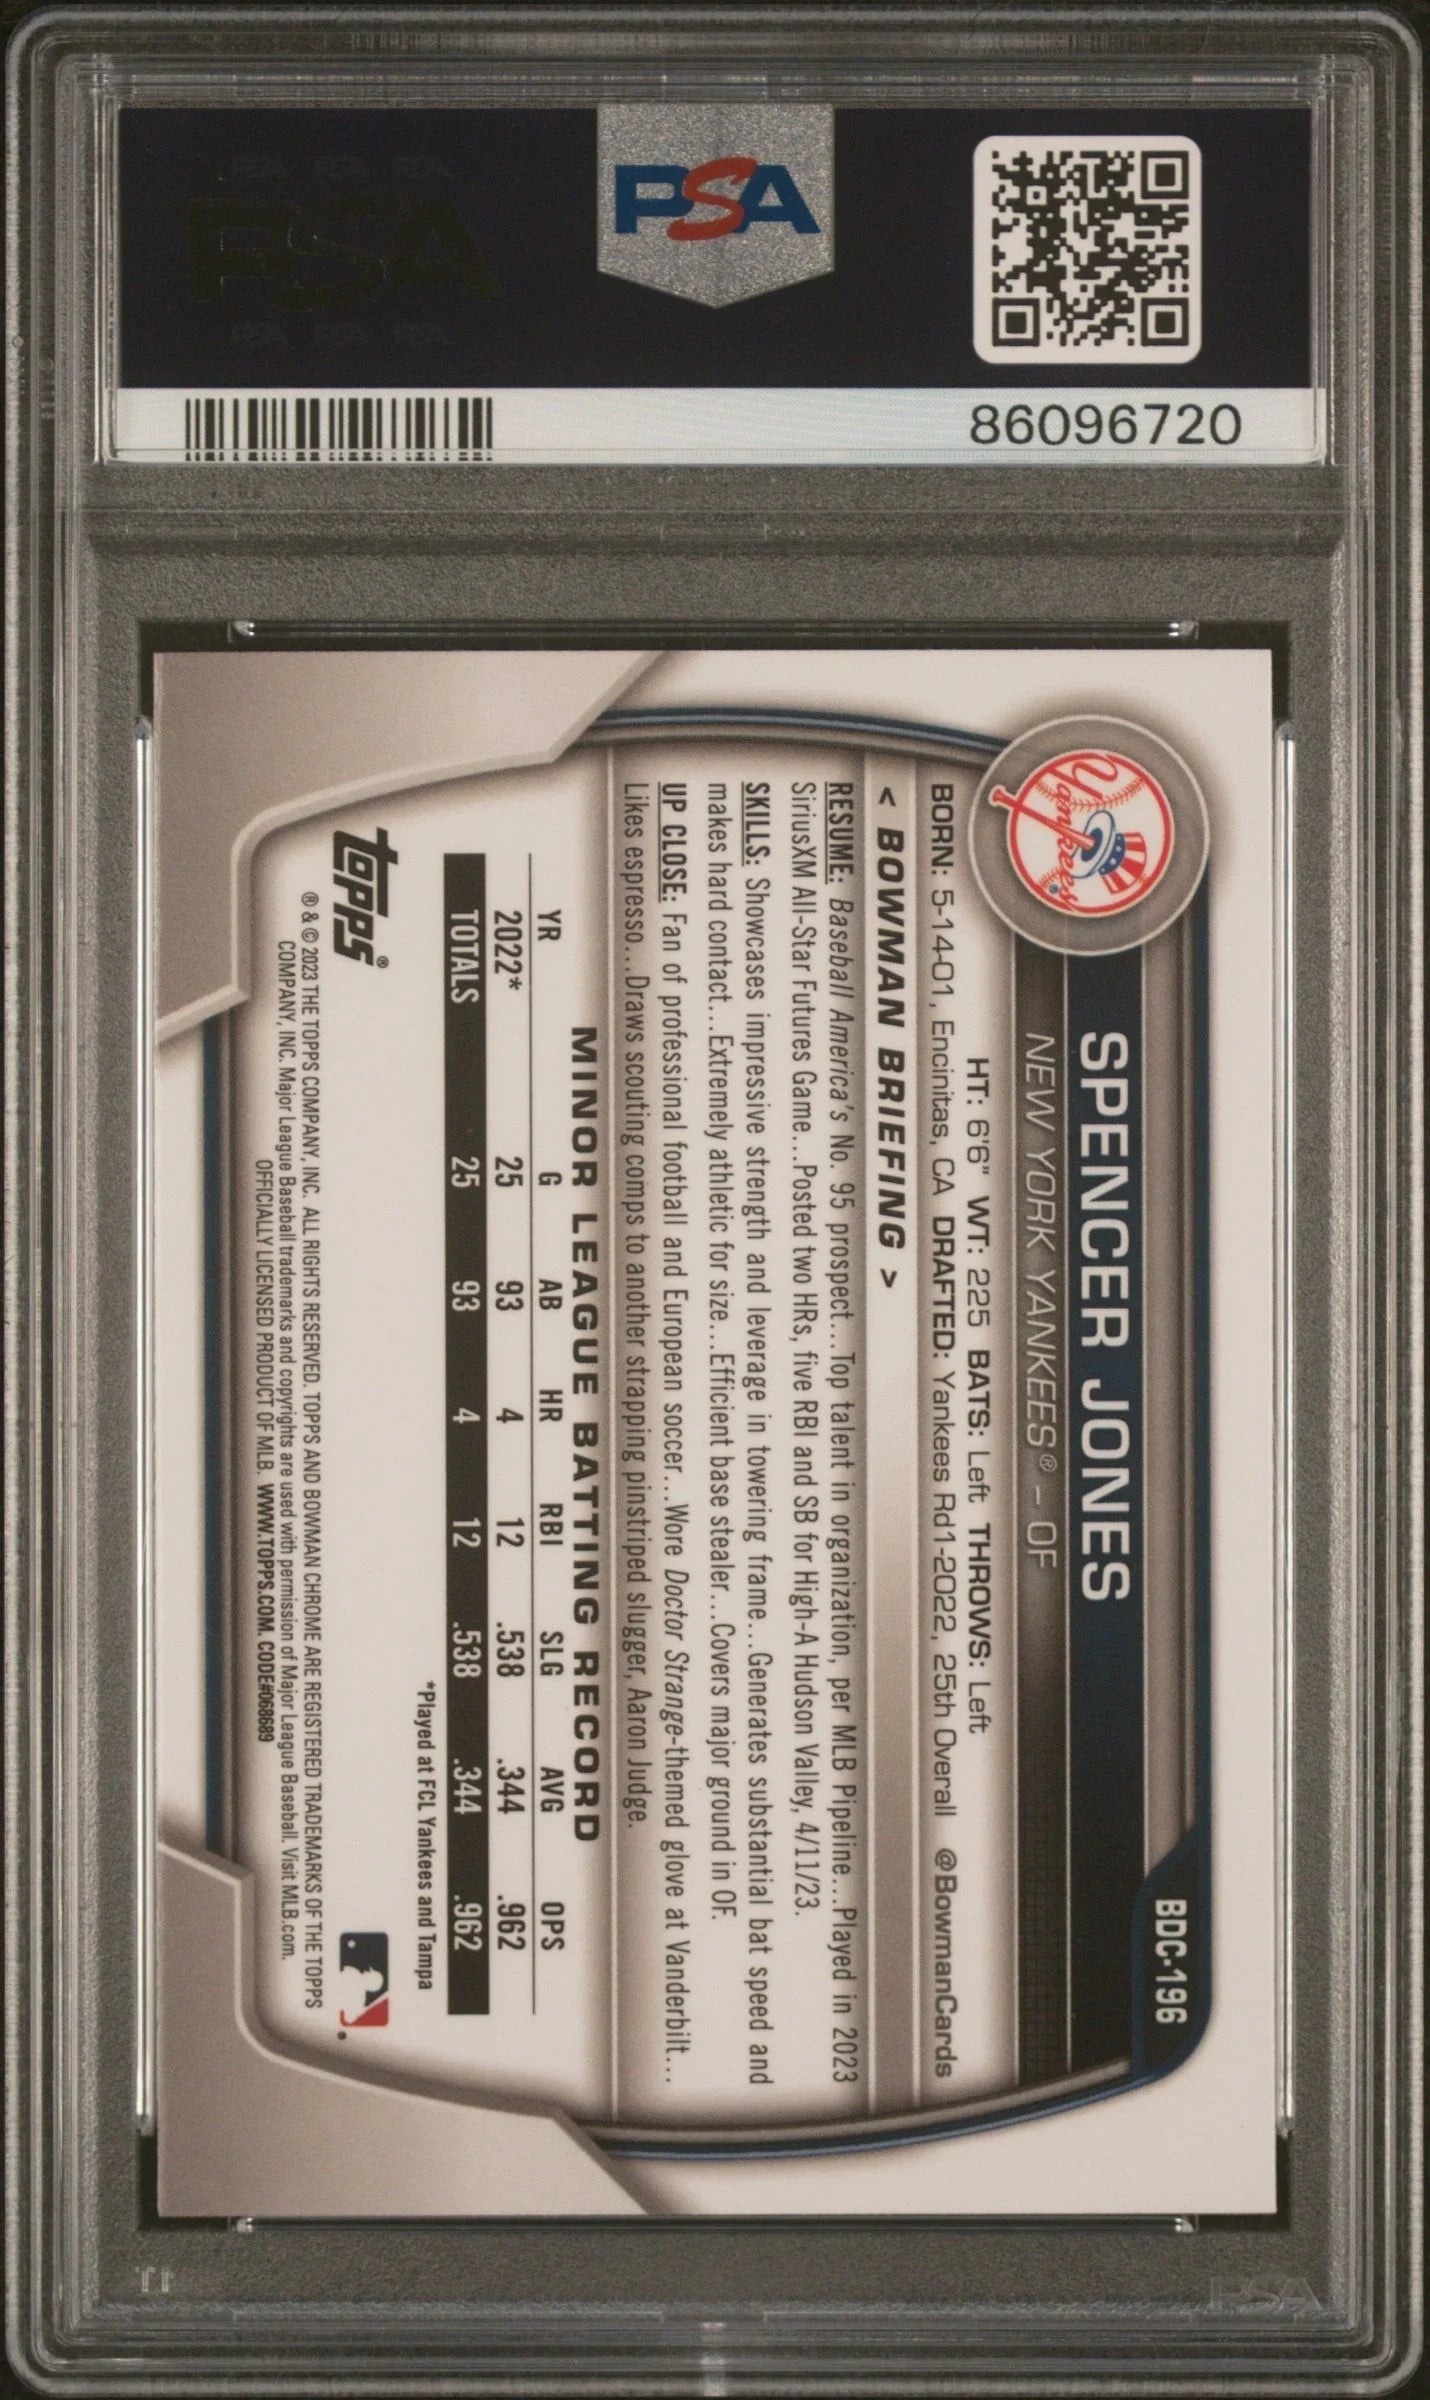 PSA
86096720
BDC-196
Yankees®
SPENCER JONES
NEW YORK YANKEES® – OF
HT: 6'6" WT: 225 BATS: Left THROWS: Left
BORN: 5-14-01, Encinitas, CA DRAFTED: Yankees Rd1-2022, 25th Overall @BowmanCards
< BOWMAN BRIEFING >
RESUME: Baseball America's No. 95 prospect...Top talent in organization, per MLB Pipeline...Played in 2023
SiriusXM All-Star Futures Game...Posted two HRs, five RBI and SB for High-A Hudson Valley, 4/11/23.
SKILLS: Showcases impressive strength and leverage in towering frame...Generates substantial bat speed and
makes hard contact...Extremely athletic for size...Efficient base stealer...Covers major ground in OF.
UP CLOSE: Fan of professional football and European soccer...Wore Doctor Strange-themed glove at Vanderbilt...
Likes espresso...Draws scouting comps to another strapping pinstriped slugger, Aaron Judge.
MINOR LEAGUE BATTING RECORD
YR G AB HR RBI SLG AVG OPS
2022* 25 93 4 12 .538 .344 .962
TOTALS 25 93 4 12 .538 .344 .962
*Played at FCL Yankees and Tampa
topps®
® & © 2023 THE TOPPS COMPANY, INC. ALL RIGHTS RESERVED. TOPPS AND BOWMAN CHROME ARE REGISTERED TRADEMARKS OF THE TOPPS
COMPANY, INC. Major League Baseball trademarks and copyrights are used with permission of Major League Baseball. Visit MLB.com.
OFFICIALLY LICENSED PRODUCT OF MLB. WWW.TOPPS.COM. CODE#068689
PSA